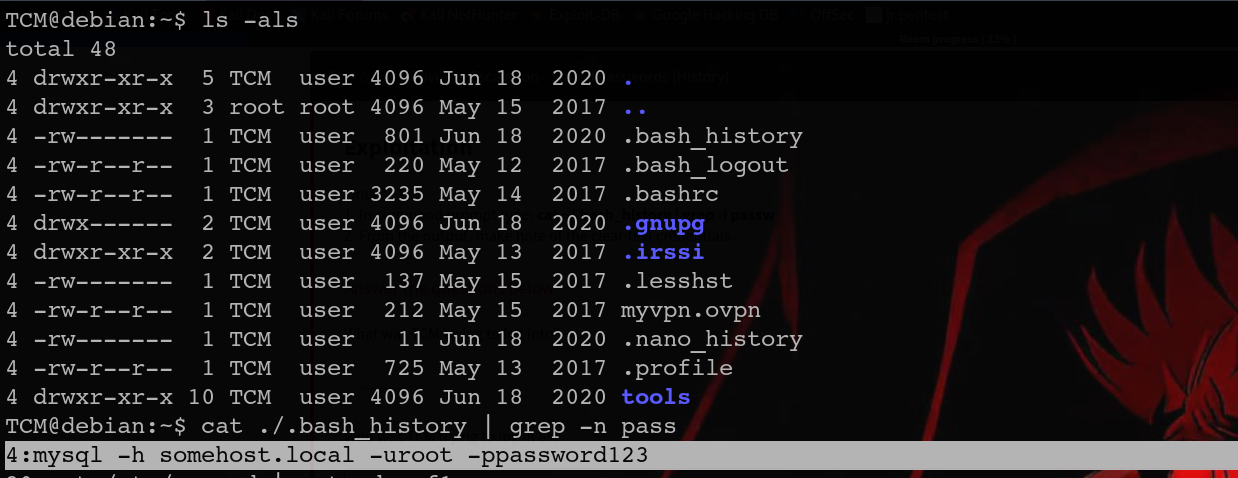 TCM@debian:~$ ls -als
total 48
4 drwxr-xr-x  5 TCM  user 4096 Jun 18  2020 .
4 drwxr-xr-x  3 root root 4096 May 15  2017 ..
4 -rw-------  1 TCM  user  801 Jun 18  2020 .bash_history
4 -rw-r--r--  1 TCM  user  220 May 12  2017 .bash_logout
4 -rw-r--r--  1 TCM  user 3235 May 14  2017 .bashrc
4 drwx------  2 TCM  user 4096 Jun 18  2020 .gnupg
4 drwxr-xr-x  2 TCM  user 4096 May 13  2017 .irssi
4 -rw-------  1 TCM  user  137 May 15  2017 .lesshst
4 -rw-r--r--  1 TCM  user  212 May 15  2017 myvpn.ovpn
4 -rw-------  1 TCM  user   11 Jun 18  2020 .nano_history
4 -rw-r--r--  1 TCM  user  725 May 13  2017 .profile
4 drwxr-xr-x 10 TCM  user 4096 Jun 18  2020 tools
TCM@debian:~$ cat ./.bash_history | grep -n pass
4:mysql -h somehost.local -uroot -ppassword123